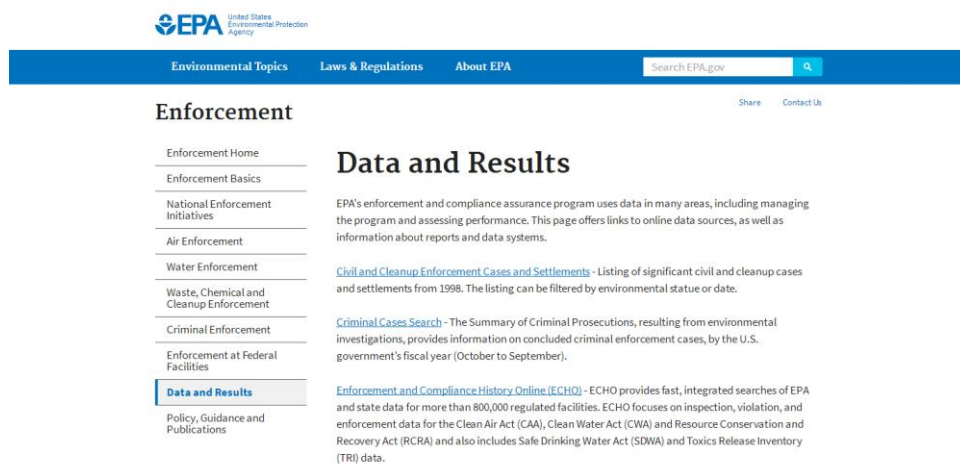 EPA United States
Environmental Protection
Agency
Environmental Topics Laws & Regulations About EPA Search EPA.gov
Share Contact Us
Enforcement
Enforcement Home
Enforcement Basics
National Enforcement
Initiatives
Air Enforcement
Water Enforcement
Waste, Chemical and
Cleanup Enforcement
Criminal Enforcement
Enforcement at Federal
Facilities
Data and Results
Policy, Guidance and
Publications
Data and Results
EPA's enforcement and compliance assurance program uses data in many areas, including managing
the program and assessing performance. This page offers links to online data sources, as well as
information about reports and data systems.
Civil and Cleanup Enforcement Cases and Settlements - Listing of significant civil and cleanup cases
and settlements from 1998. The listing can be filtered by environmental statue or date.
Criminal Cases Search - The Summary of Criminal Prosecutions, resulting from environmental
investigations, provides information on concluded criminal enforcement cases, by the U.S.
government's fiscal year (October to September).
Enforcement and Compliance History Online (ECHO) - ECHO provides fast, integrated searches of EPA
and state data for more than 800,000 regulated facilities. ECHO focuses on inspection, violation, and
enforcement data for the Clean Air Act (CAA), Clean Water Act (CWA) and Resource Conservation and
Recovery Act (RCRA) and also includes Safe Drinking Water Act (SDWA) and Toxics Release Inventory
(TRI) data.